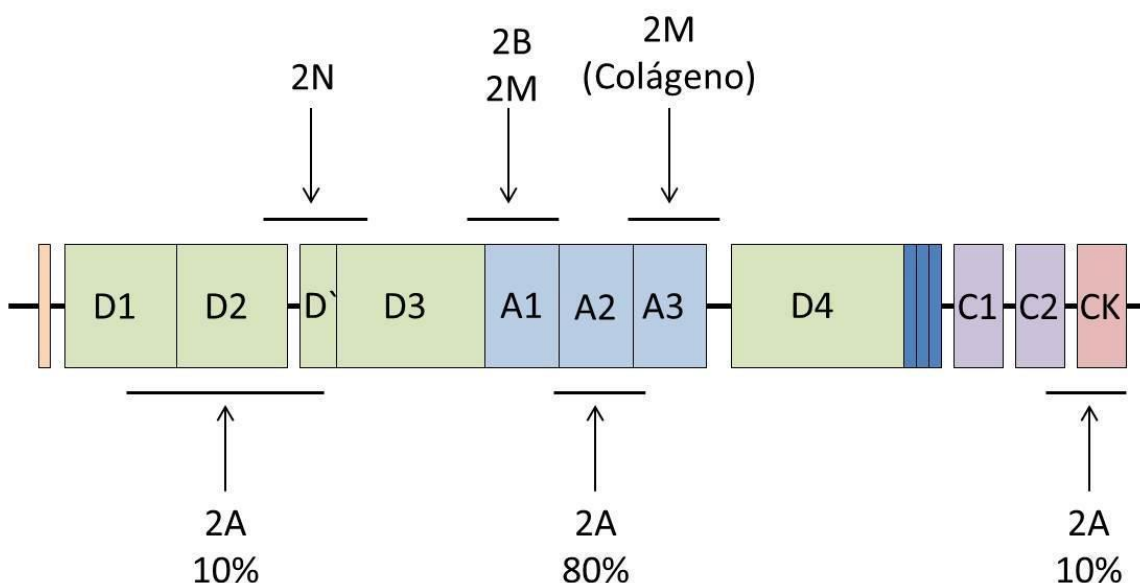 2N
2B
2M
2M
(Colágeno)
D1
D2
D`
D3
A1
A2
A3
D4
C1
C2
CK
2A
10%
2A
80%
2A
10%